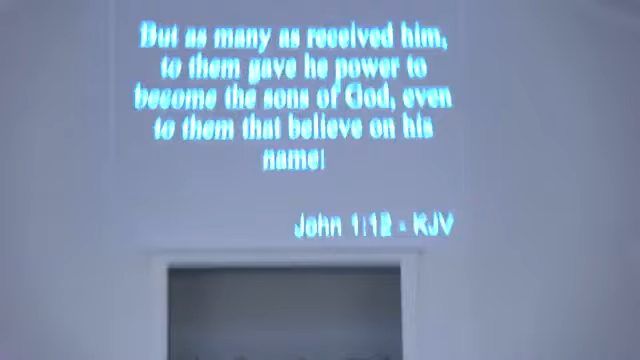 But as many as received him,
to them gave he power to
become the sons of God, even
to them that believe on his
name:
John 1:12 - KJV